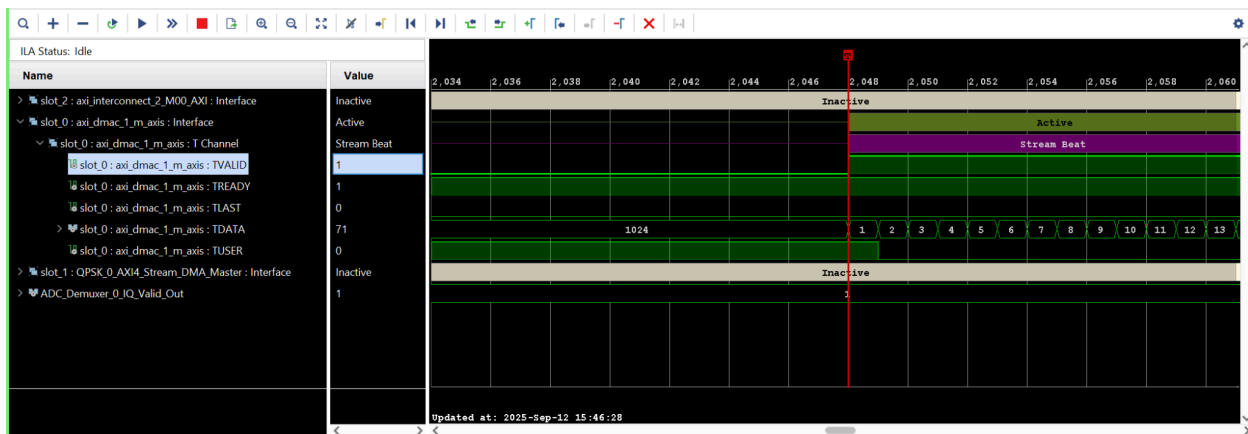 ILA Status: Idle
Name Value
2,034 2,036 2,038 2,040 2,042 2,044 2,046 2,048 2,050 2,052 2,054 2,056 2,058 2,060
slot_2 : axi_interconnect_2_M00_AXI : Interface Inactive Inactive
slot_0 : axi_dmac_1_m_axis : Interface Active Active
slot_0 : axi_dmac_1_m_axis : T Channel Stream Beat Stream Beat
slot_0 : axi_dmac_1_m_axis : TVALID 1
slot_0 : axi_dmac_1_m_axis : TREADY 1
slot_0 : axi_dmac_1_m_axis : TLAST 0
slot_0 : axi_dmac_1_m_axis : TDATA 71 1024 1 2 3 4 5 6 7 8 9 10 11 12 13
slot_0 : axi_dmac_1_m_axis : TUSER 0
slot_1 : QPSK_0_AXI4_Stream_DMA_Master : Interface Inactive Inactive
ADC_Demuxer_0_IQ_Valid_Out 1 1
Updated at: 2025-Sep-12 15:46:28